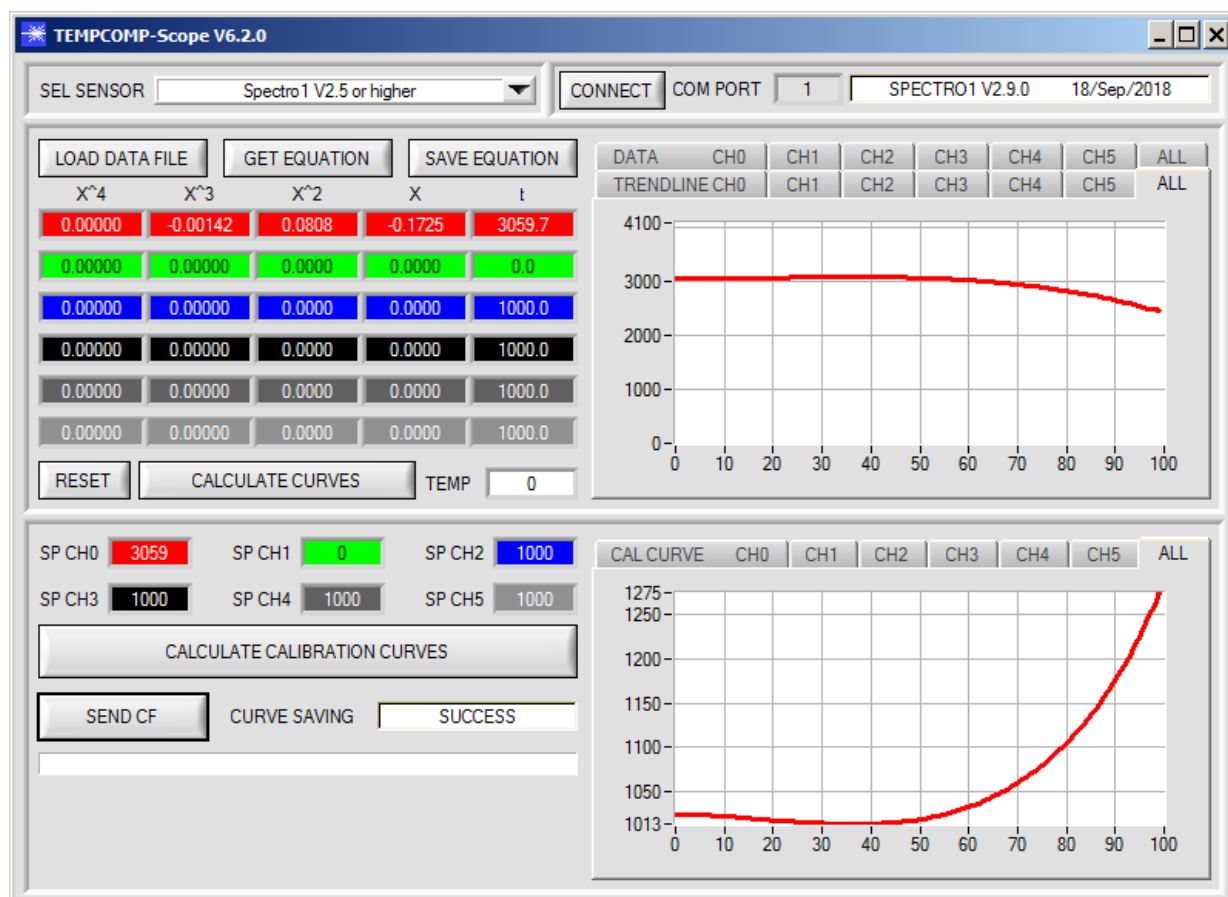 TEMPCOMP-Scope V6.2.0
SEL SENSOR Spectro1 V2.5 or higher CONNECT COM PORT 1 SPECTRO1 V2.9.0 18/Sep/2018
LOAD DATA FILE GET EQUATION SAVE EQUATION
X^4 X^3 X^2 X t
0.00000 -0.00142 0.0808 -0.1725 3059.7
0.00000 0.00000 0.0000 0.0000 0.0
0.00000 0.00000 0.0000 0.0000 1000.0
0.00000 0.00000 0.0000 0.0000 1000.0
0.00000 0.00000 0.0000 0.0000 1000.0
0.00000 0.00000 0.0000 0.0000 1000.0
RESET CALCULATE CURVES TEMP 0
DATA CH0 CH1 CH2 CH3 CH4 CH5 ALL
TRENDLINE CH0 CH1 CH2 CH3 CH4 CH5 ALL
4100
3000
2000
1000
0
0 10 20 30 40 50 60 70 80 90 100
SP CH0 3059 SP CH1 0 SP CH2 1000
SP CH3 1000 SP CH4 1000 SP CH5 1000
CALCULATE CALIBRATION CURVES
SEND CF CURVE SAVING SUCCESS
CAL CURVE CH0 CH1 CH2 CH3 CH4 CH5 ALL
1275
1250
1200
1150
1100
1050
1013
0 10 20 30 40 50 60 70 80 90 100